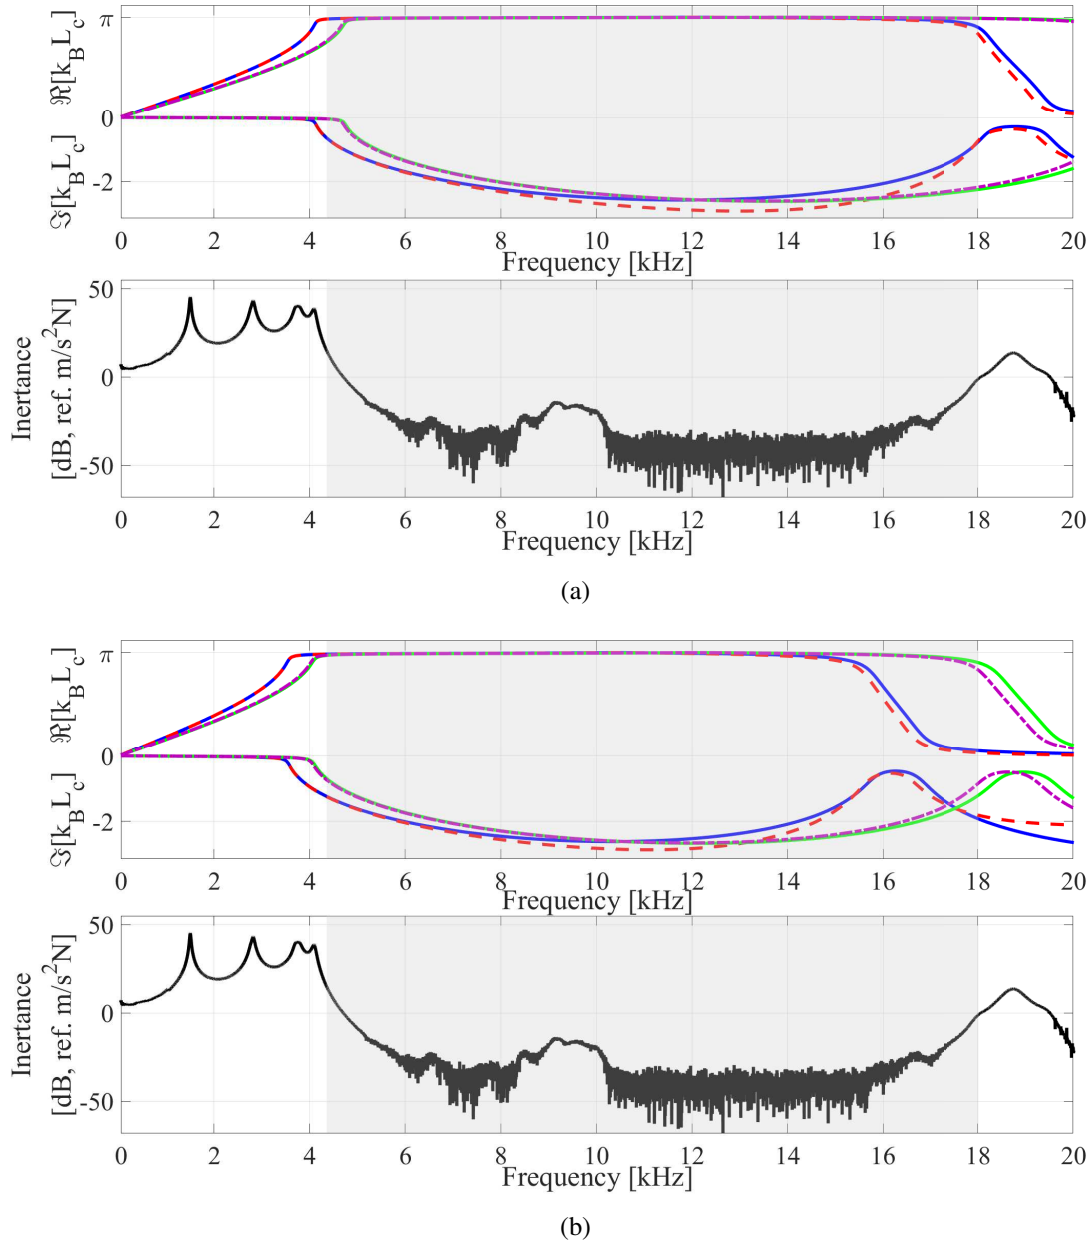 π
0
-2
ℜ[k_B L_c]
ℑ[k_B L_c]
0 2 4 6 8 10 12 14 16 18 20
Frequency [kHz]
50
0
-50
Inertance
[dB, ref. m/s²N]
0 2 4 6 8 10 12 14 16 18 20
Frequency [kHz]
(a)
π
0
-2
ℜ[k_B L_c]
ℑ[k_B L_c]
0 2 4 6 8 10 12 14 16 18 20
Frequency [kHz]
50
0
-50
Inertance
[dB, ref. m/s²N]
0 2 4 6 8 10 12 14 16 18 20
Frequency [kHz]
(b)